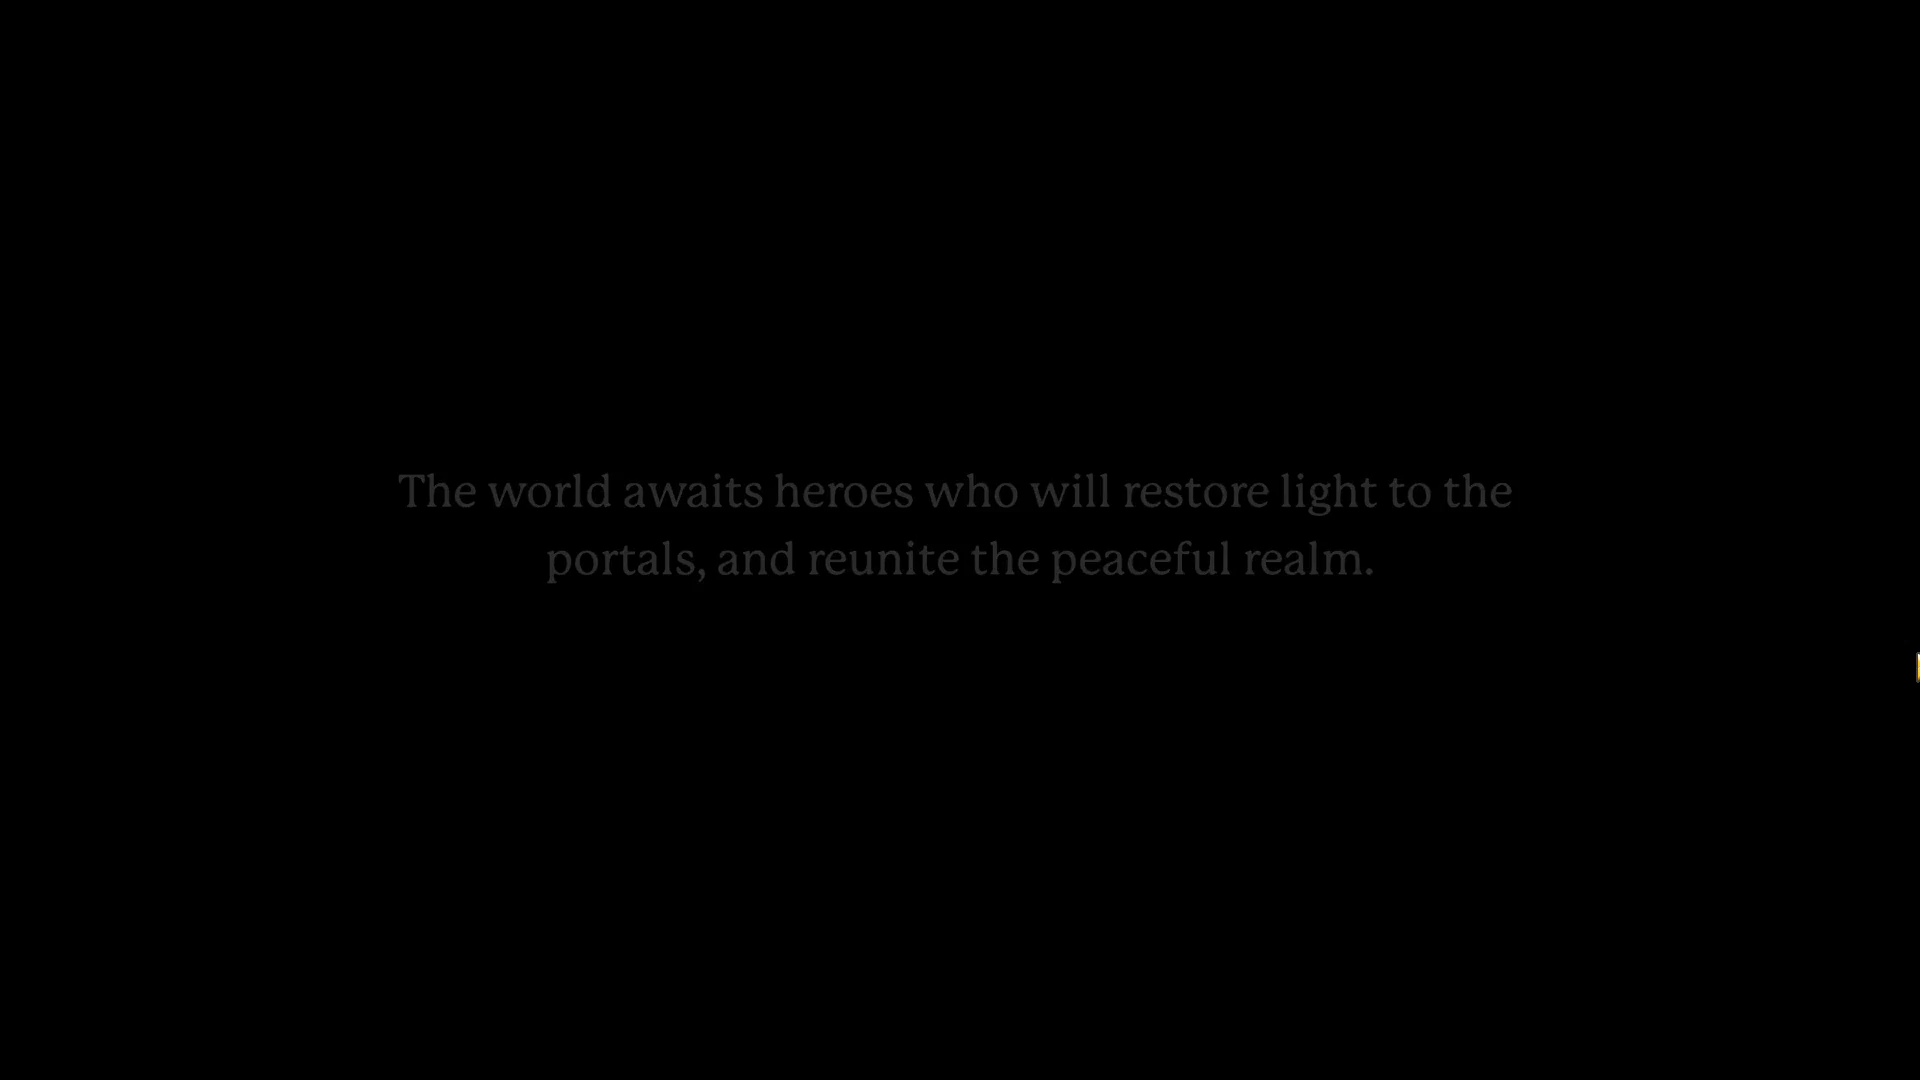 The world awaits heroes who will restore light to the
portals, and reunite the peaceful realm.